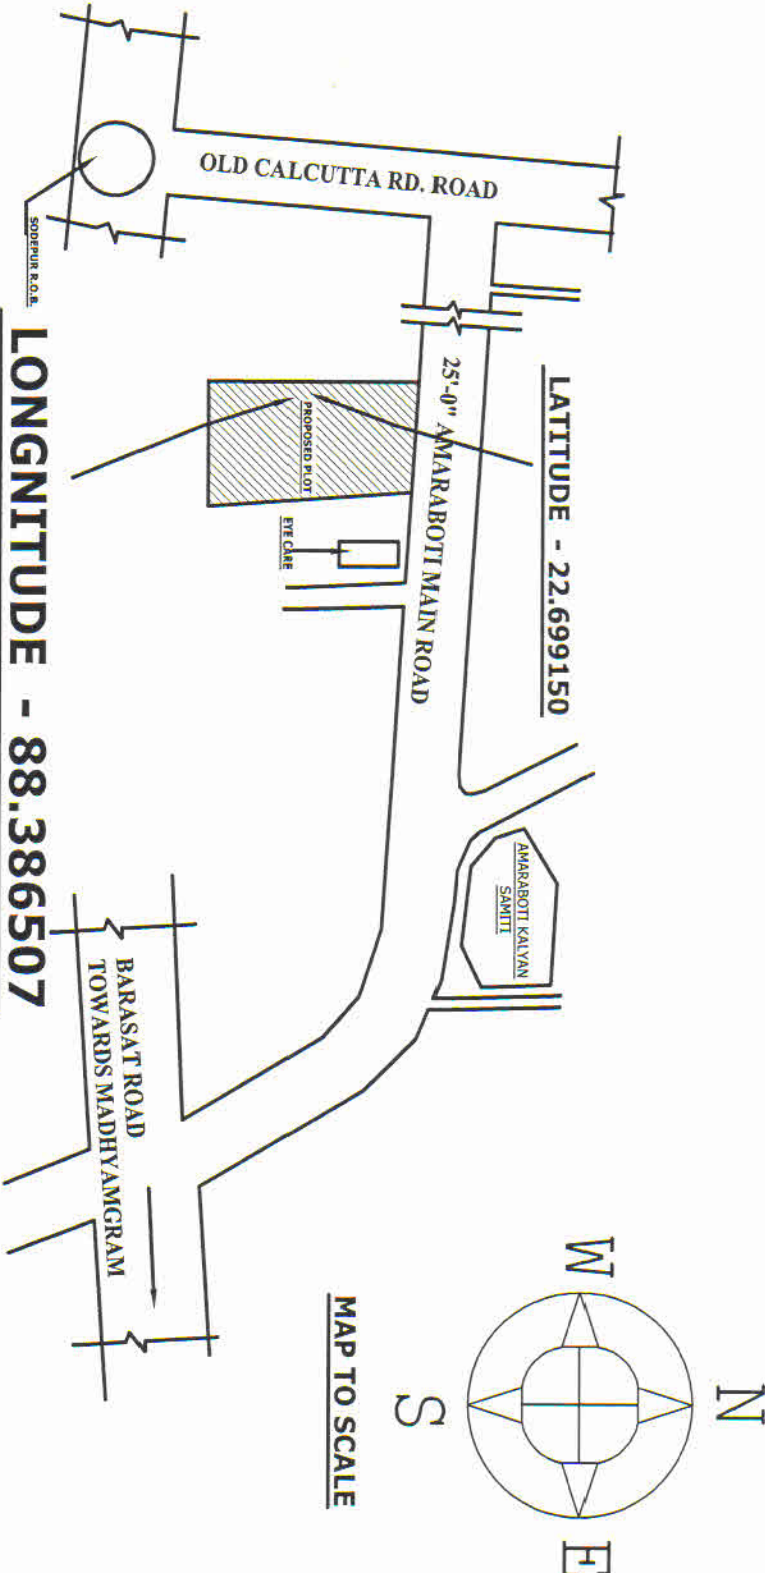 OLD CALCUTTA RD. ROAD
SODEPUR R.O.B.
25'-0" AMARABOTI MAIN ROAD
LATITUDE - 22.699150
PROPOSED PLOT
EYE CARE
LONGNITUDE - 88.386507
AMARABOTI KALYAN
SAMITI
BARASAT ROAD
TOWARDS MADHYAMGRAM
N
W
E
S
MAP TO SCALE